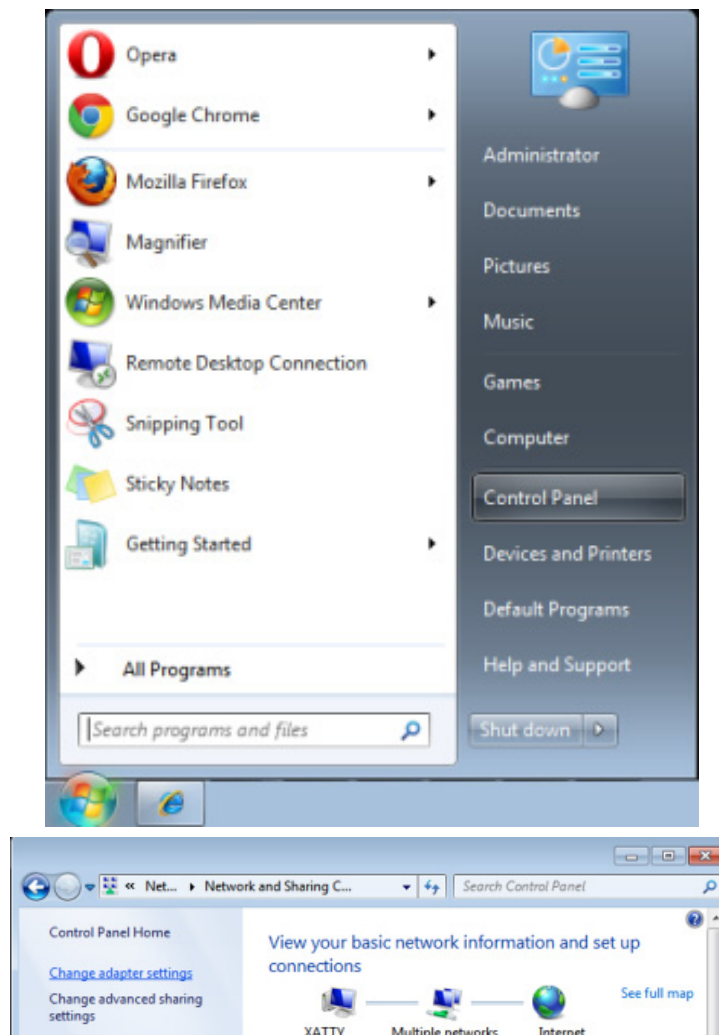 Opera
Google Chrome
Mozilla Firefox
Magnifier
Windows Media Center
Remote Desktop Connection
Snipping Tool
Sticky Notes
Getting Started
All Programs
Search programs and files
Administrator
Documents
Pictures
Music
Games
Computer
Control Panel
Devices and Printers
Default Programs
Help and Support
Shut down
« Net... Network and Sharing C...
Search Control Panel
Control Panel Home
Change adapter settings
Change advanced sharing
settings
View your basic network information and set up
connections
See full map
XATTY Multiple networks Internet